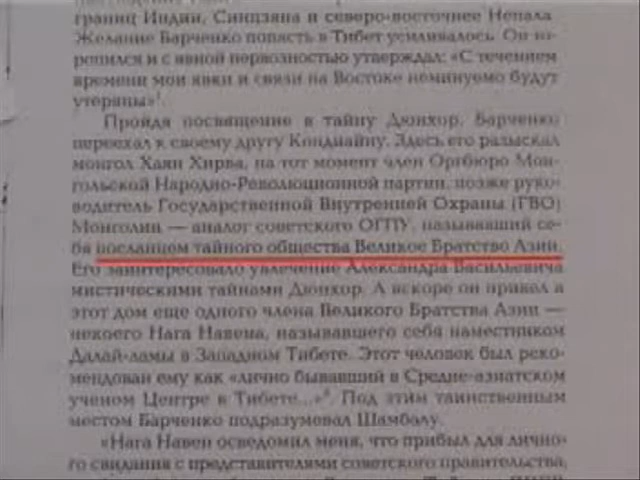 границ Индии, Синцзяна и северо-восточнее Непала.
Желание Барченко попасть в Тибет усиливалось. Он
и с явной нервозностью утверждал: «С течением
времени мои явки и связи на Востоке неминуемо будут
утеряны»¹.
Пройдя посвящение в тайну Дюнхор, Барченко
переехал к своему другу Кондиайну. Здесь его разыскал
монгол Хаян Хирва, на тот момент член Оргбюро Мон-
гольской Народно-Революционной партии, позже руко-
водитель Государственной Внутренней Охраны (ГВО)
Монголии — аналог советского ОГПУ, называвший се-
бя посланцем тайного общества Великое Братство Азии.
Его заинтересовало увлечение Александра Васильевича
мистическими тайнами Дюнхор. А вскоре он привел в
этот дом еще одного члена Великого Братства Азии —
некоего Нага Навена, называвшего себя наместником
Далай-ламы в Западном Тибете. Этот человек был реко-
мендован ему как «лично бывавший в Средне-азиатском
ученом Центре в Тибете...»². Под этим таинственным
местом Барченко подразумевал Шамбалу.
«Нага Навен осведомил меня, что прибыл для лично-
го свидания с представителями советского правительства,